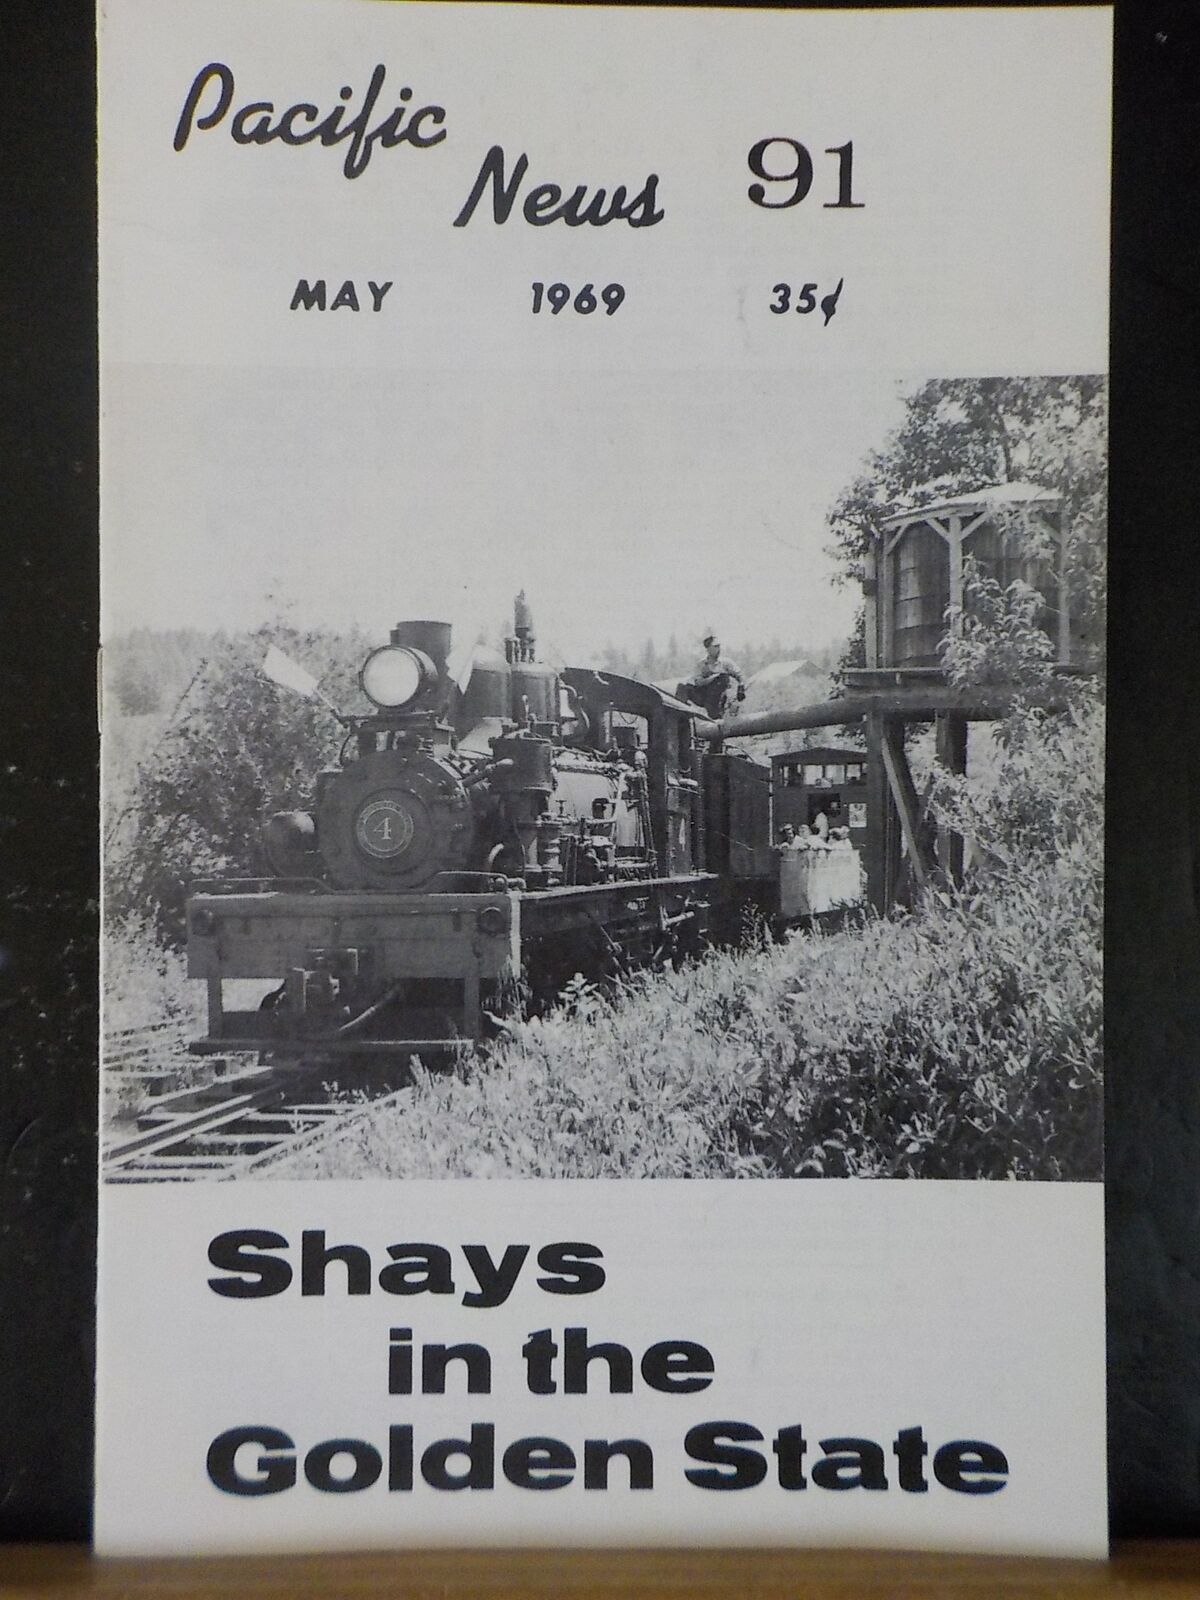 Pacific
News 91
MAY 1969 35¢
4
Shays
in the
Golden State